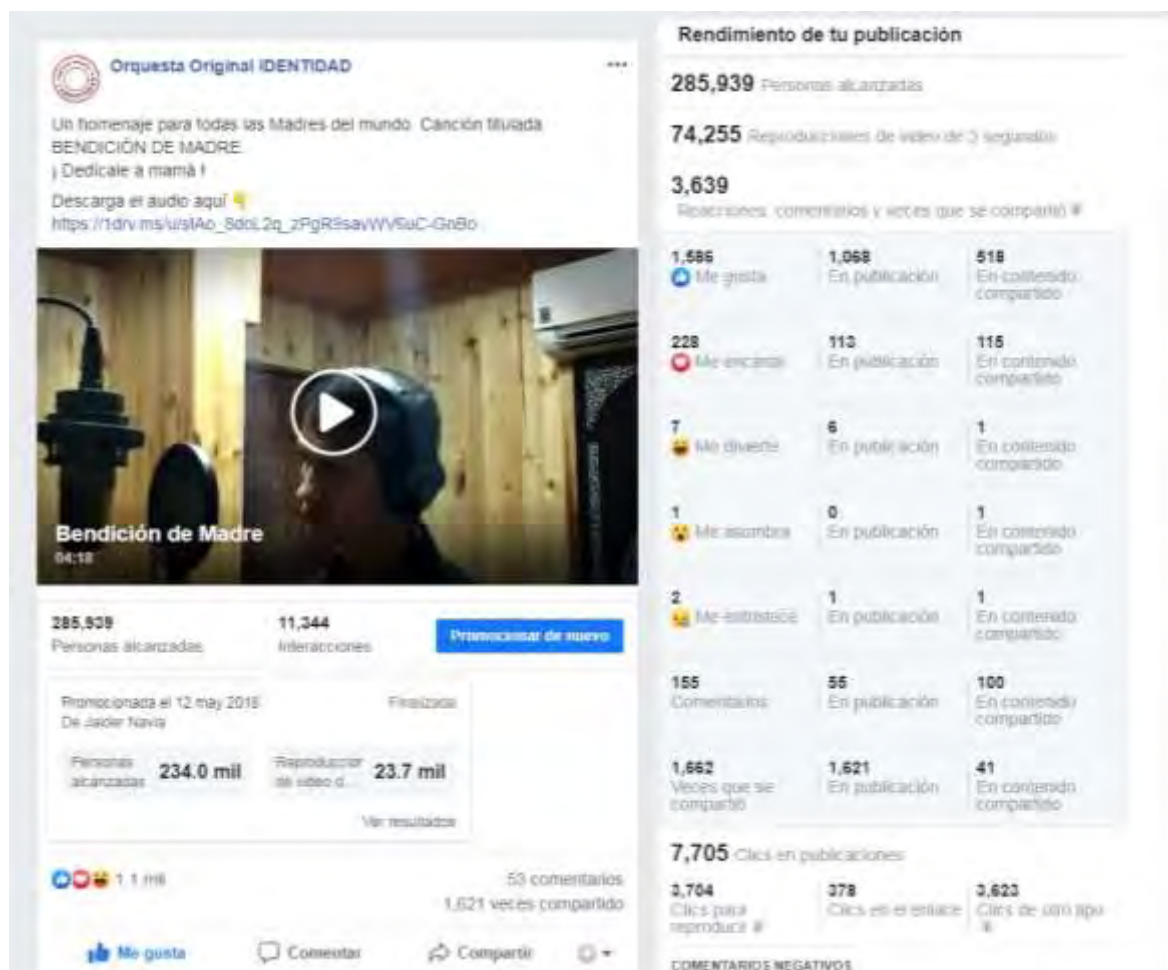 Orquesta Original IDENTIDAD
Un homenaje para todas las Madres del mundo. Canción titulada
BENDICIÓN DE MADRE.
¡ Dedícale a mamá !
Descarga el audio aquí
Bendición de Madre
04:18
285,939
Personas alcanzadas
11,344
Interacciones
Promocionar de nuevo
Promocionada el 12 may 2018
De Jaider Navia
Finalizada
Personas alcanzadas
234.0 mil
Reproduccion de video d...
23.7 mil
Ver resultados
1.1 mil
53 comentarios
1,621 veces compartido
Me gusta
Comentar
Compartir
Rendimiento de tu publicación
285,939 Personas alcanzadas
74,255 Reproducciones de video de 3 segundos
3,639
Reacciones, comentarios y veces que se compartió
1,586
Me gusta
1,068
En publicación
518
En contenido
compartido
228
Me encanta
113
En publicación
115
En contenido
compartido
7
Me divierte
6
En publicación
1
En contenido
compartido
1
Me asombra
0
En publicación
1
En contenido
compartido
2
Me entristece
1
En publicación
1
En contenido
compartido
155
Comentarios
55
En publicación
100
En contenido
compartido
1,662
Veces que se
compartió
1,621
En publicación
41
En contenido
compartido
7,705 Clics en publicaciones
3,704
Clics para
reproducir
378
Clics en el enlace
3,623
Clics de otro tipo
COMENTARIOS NEGATIVOS